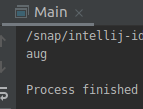 Main
/snap/intellij-id
aug
Process finished